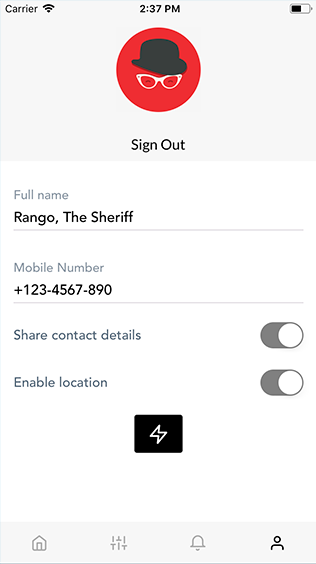 Carrier 2:37 PM
Sign Out
Full name
Rango, The Sheriff
Mobile Number
+123-4567-890
Share contact details
Enable location